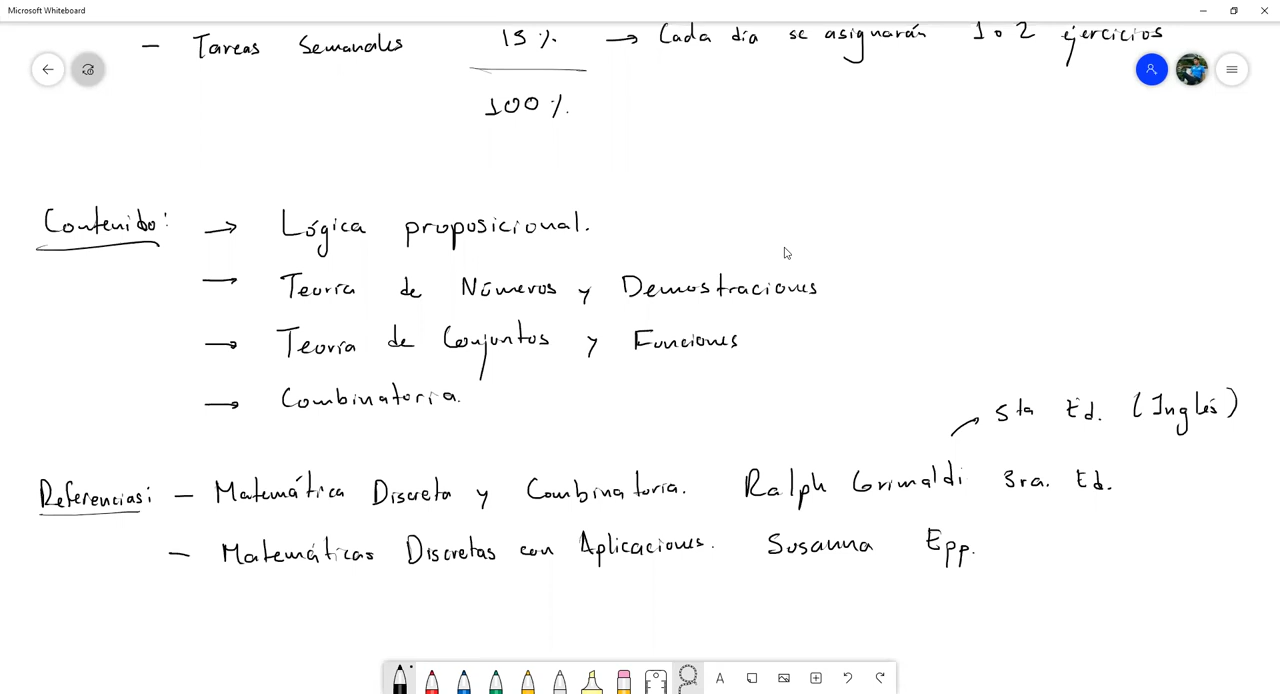 Microsoft Whiteboard
- Tareas Semanales 15 % → Cada día se asignarán 1 o 2 ejercicios
100 %.
Contenido: → Lógica proposicional.
→ Teoría de Números y Demostraciones
→ Teoría de Conjuntos y Funciones
→ Combinatoria.
5ta Ed. (Inglés)
Referencias: - Matemática Discreta y Combinatoria. Ralph Grimaldi 3ra. Ed.
- Matemáticas Discretas con Aplicaciones. Susanna Epp.